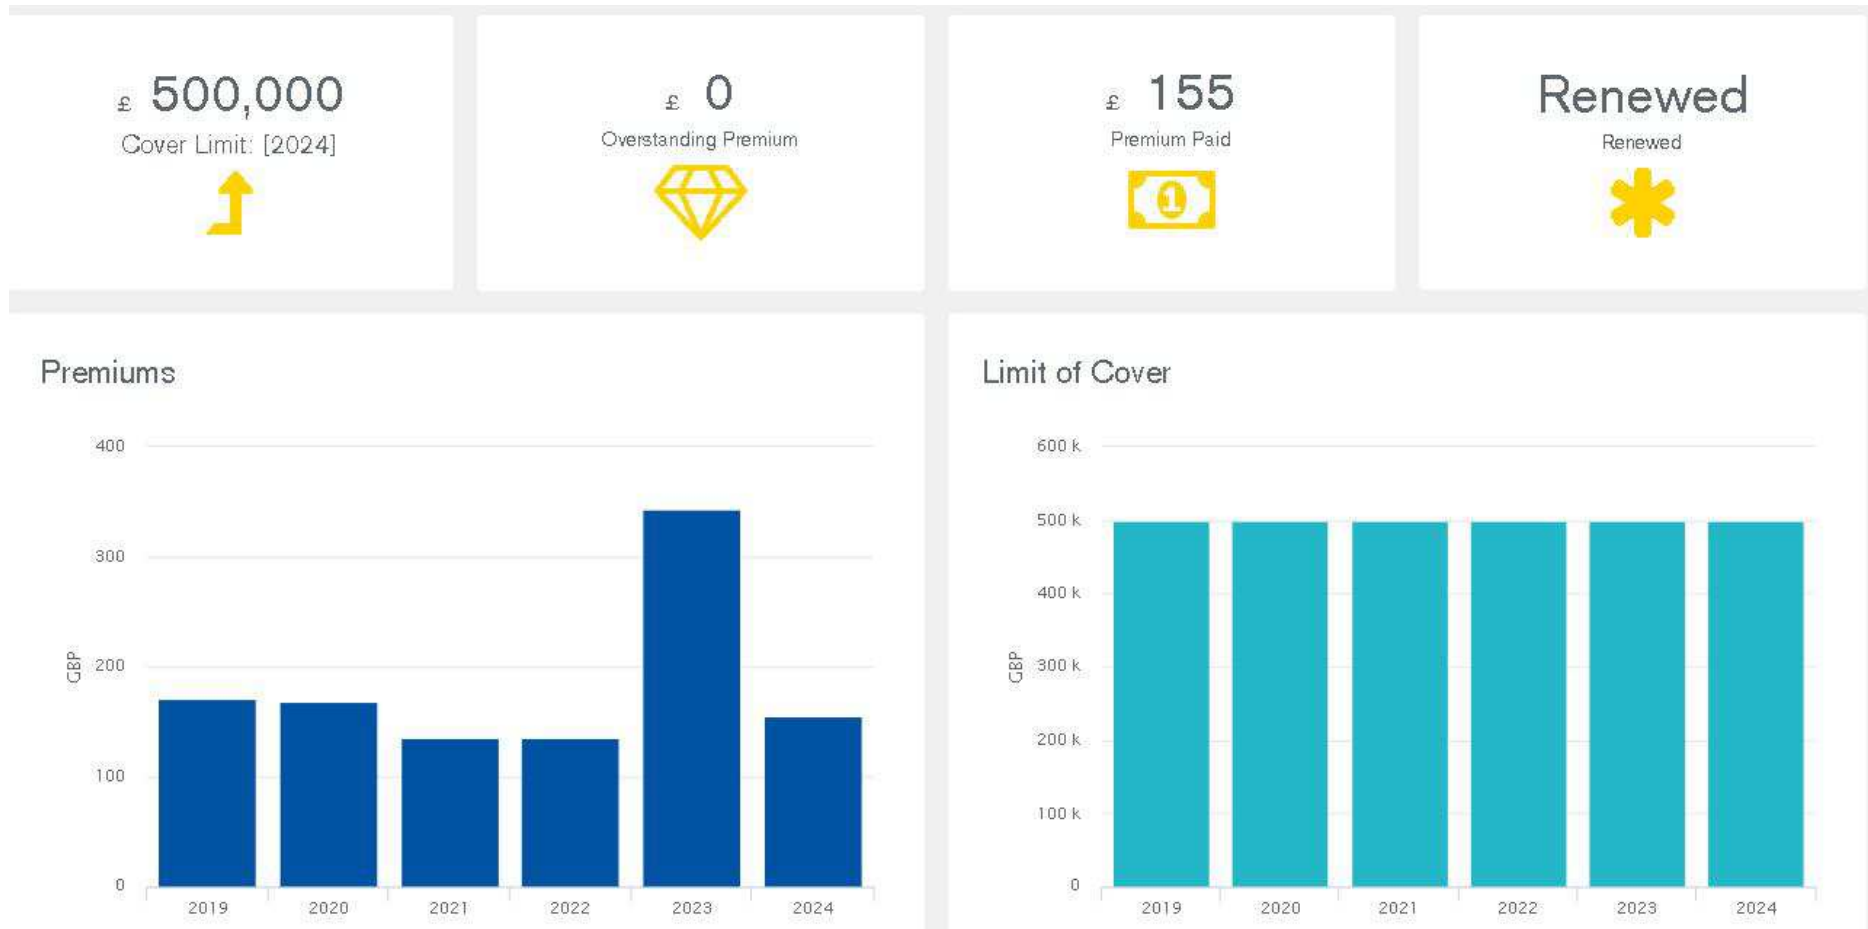 £ 500,000
Cover Limit: [2024]
£ 0
Overstanding Premium
£ 155
Premium Paid
1
Renewed
Renewed
Premiums
400
300
200
100
0
GBP
2019 2020 2021 2022 2023 2024
Limit of Cover
600 k
500 k
400 k
300 k
200 k
100 k
0
GBP
2019 2020 2021 2022 2023 2024